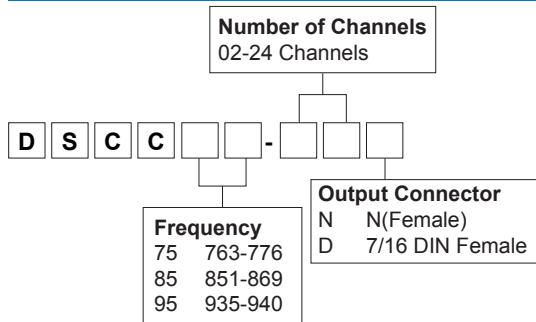 Number of Channels
02-24 Channels
D S C C -
Output Connector
N N(Female)
D 7/16 DIN Female
Frequency
75 763-776
85 851-869
95 935-940